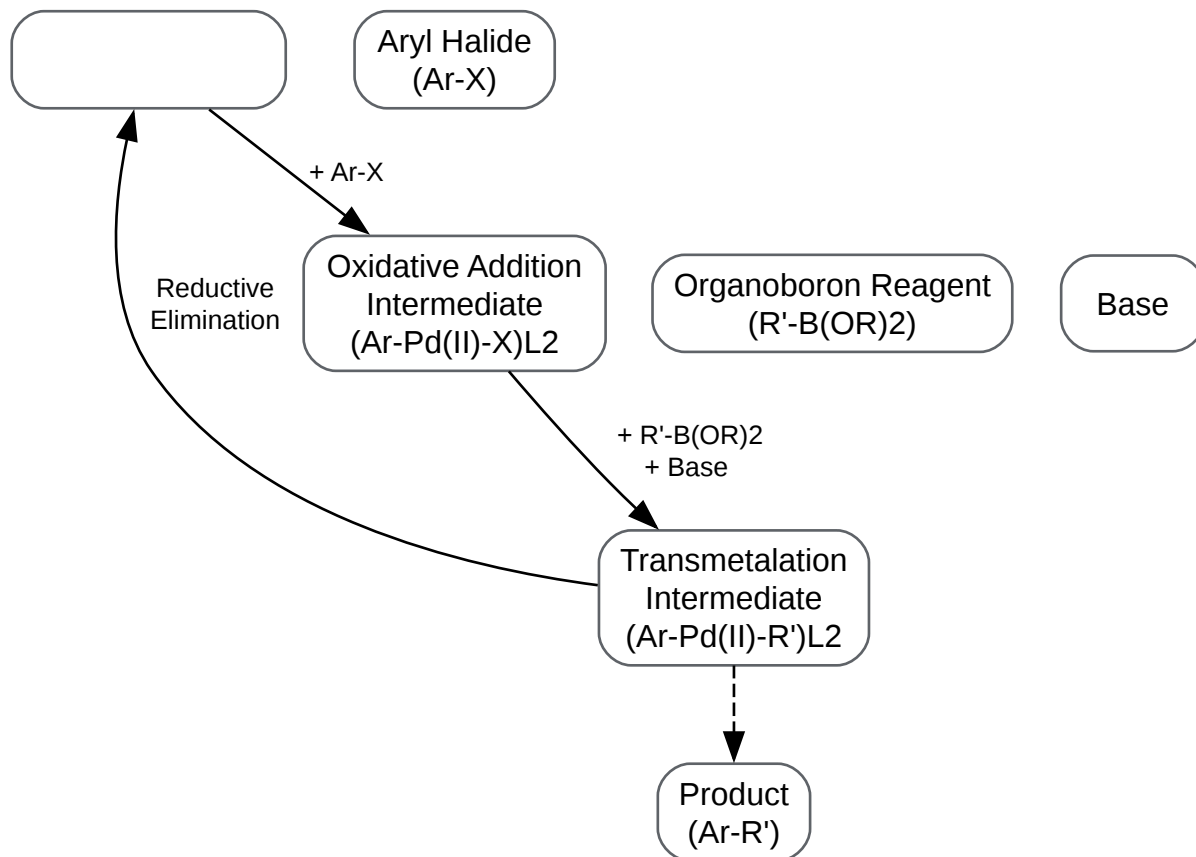 Aryl Halide
(Ar-X)
+ Ar-X
Oxidative Addition
Intermediate
(Ar-Pd(II)-X)L2
Organoboron Reagent
(R'-B(OR)2)
Base
Reductive
Elimination
+ R'-B(OR)2
+ Base
Transmetalation
Intermediate
(Ar-Pd(II)-R')L2
Product
(Ar-R')